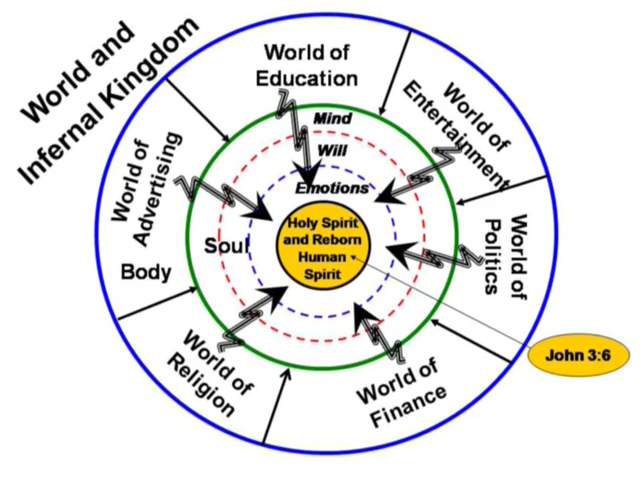 World and
Infernal Kingdom
World of
Education
World of
Entertainment
World of
Politics
World of
Finance
World of
Religion
World of
Advertising
Body
Mind
Will
Emotions
Soul
Holy Spirit
and Reborn
Human
Spirit
John 3:6